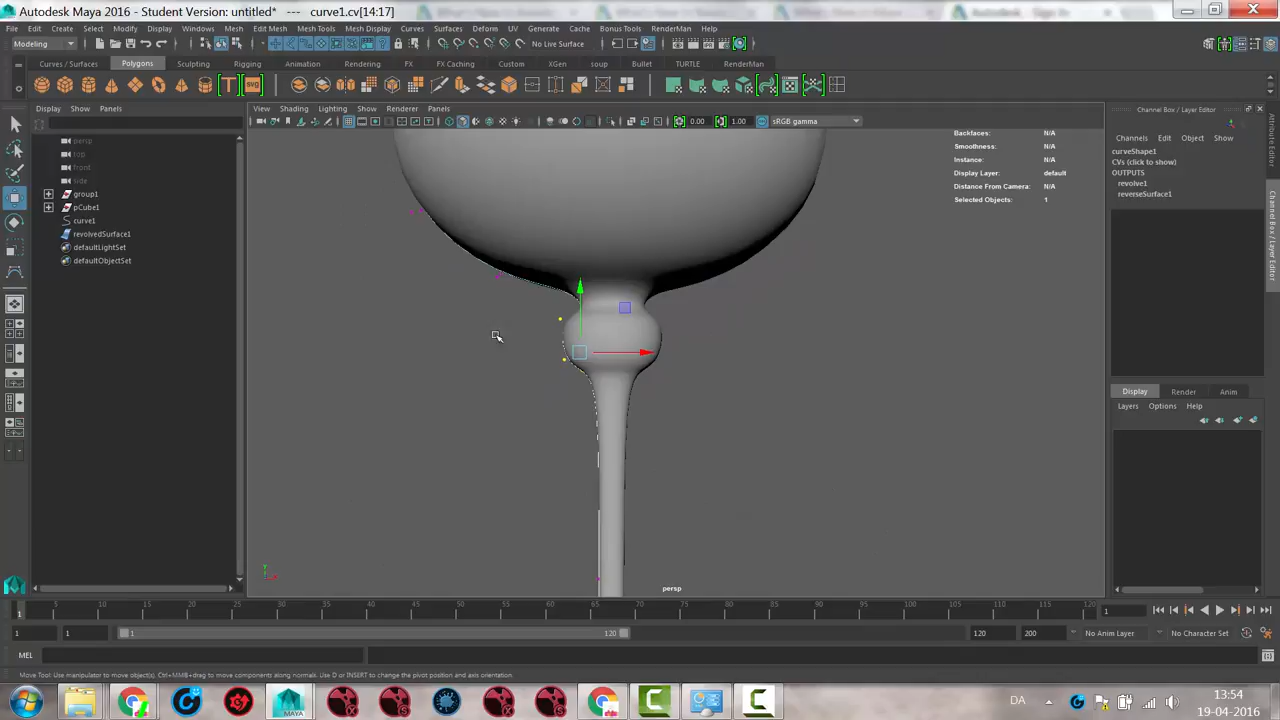 Autodesk Maya 2016 - Student Version: untitled*   ---   curve1.cv[14:17]
File Edit Create Select Modify Display Windows Mesh Edit Mesh Mesh Tools Mesh Display Curves Surfaces Deform UV Generate Cache Bonus Tools RenderMan Help
Modeling No Live Surface
Curves / Surfaces Polygons Sculpting Rigging Animation Rendering FX FX Caching Custom XGen soup Bullet TURTLE RenderMan
Display Show Panels
View Shading Lighting Show Renderer Panels
0.00 1.00 sRGB gamma
persp
top
front
side
group1
pCube1
curve1
revolvedSurface1
defaultLightSet
defaultObjectSet
Backfaces: N/A
Smoothness: N/A
Instance: N/A
Display Layer: default
Distance From Camera: N/A
Selected Objects: 1
persp
Channel Box / Layer Editor
Channels Edit Object Show
curveShape1
CVs (click to show)
OUTPUTS
revolve1
reverseSurface1
Attribute Editor
Channel Box / Layer Editor
Display Render Anim
Layers Options Help
5 10 15 20 25 30 35 40 45 50 55 60 65 70 75 80 85 90 95 100 105 110 115 120
1
1
1 1 1 120 120 200 No Anim Layer No Character Set
MEL
Move Tool: Use manipulator to move object(s). Ctrl+MMB+drag to move components along normals. Use D or INSERT to change the pivot position and axis orientation.
MAYA
DA
13:54
19-04-2016